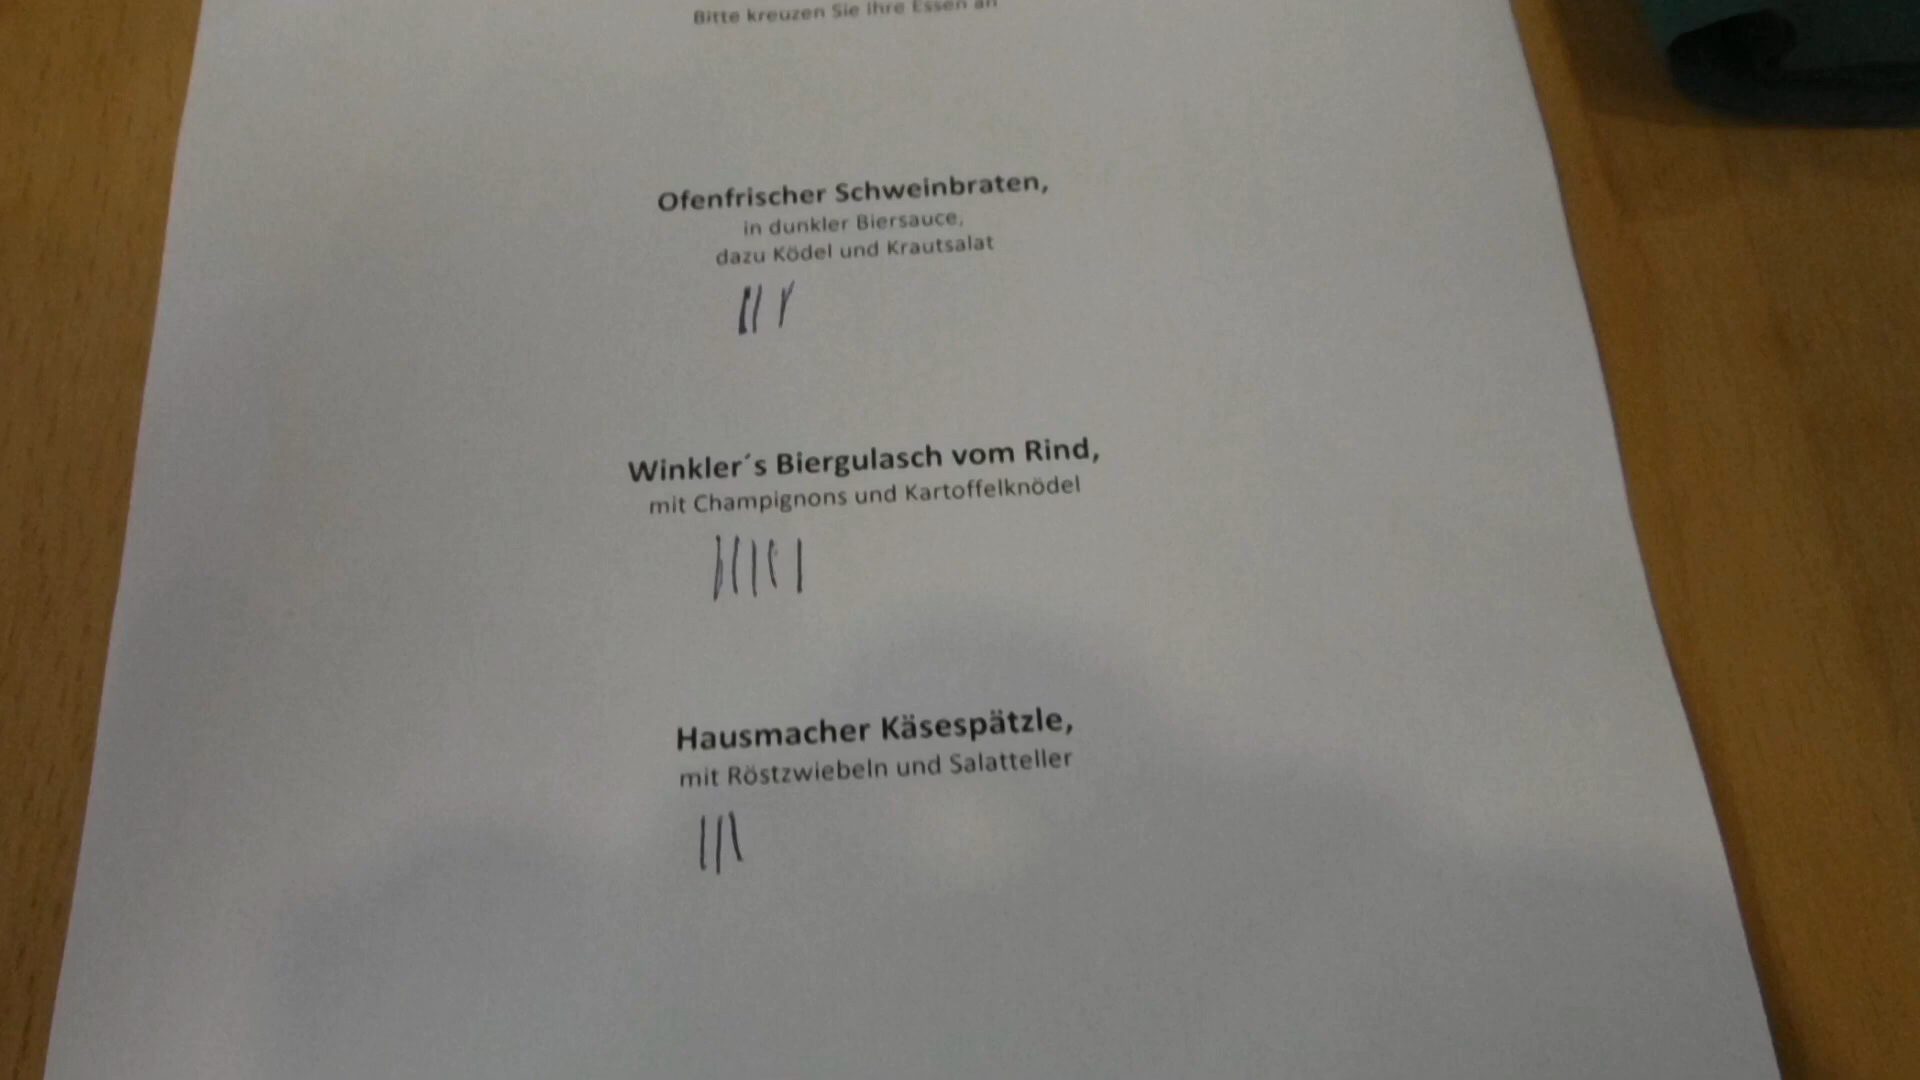 Bitte kreuzen Sie Ihre Essen an
Ofenfrischer Schweinbraten,
in dunkler Biersauce,
dazu Ködel und Krautsalat
Winkler´s Biergulasch vom Rind,
mit Champignons und Kartoffelknödel
Hausmacher Käsespätzle,
mit Röstzwiebeln und Salatteller